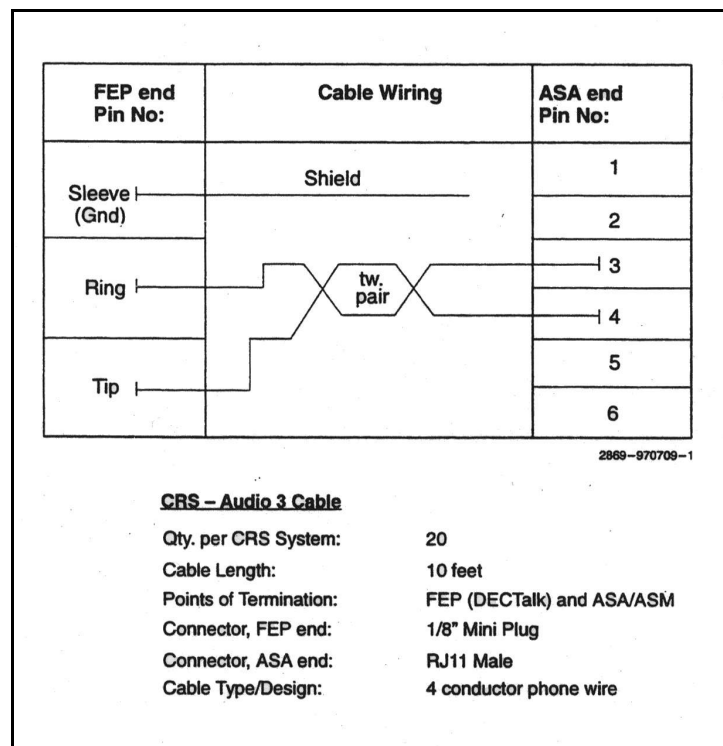 FEP end
Pin No:
Cable Wiring
ASA end
Pin No:
Sleeve
(Gnd)
Shield
1
2
Ring
tw.
pair
3
4
Tip
5
6
2869–970709–1
CRS – Audio 3 Cable
Qty. per CRS System: 20
Cable Length: 10 feet
Points of Termination: FEP (DECTalk) and ASA/ASM
Connector, FEP end: 1/8" Mini Plug
Connector, ASA end: RJ11 Male
Cable Type/Design: 4 conductor phone wire